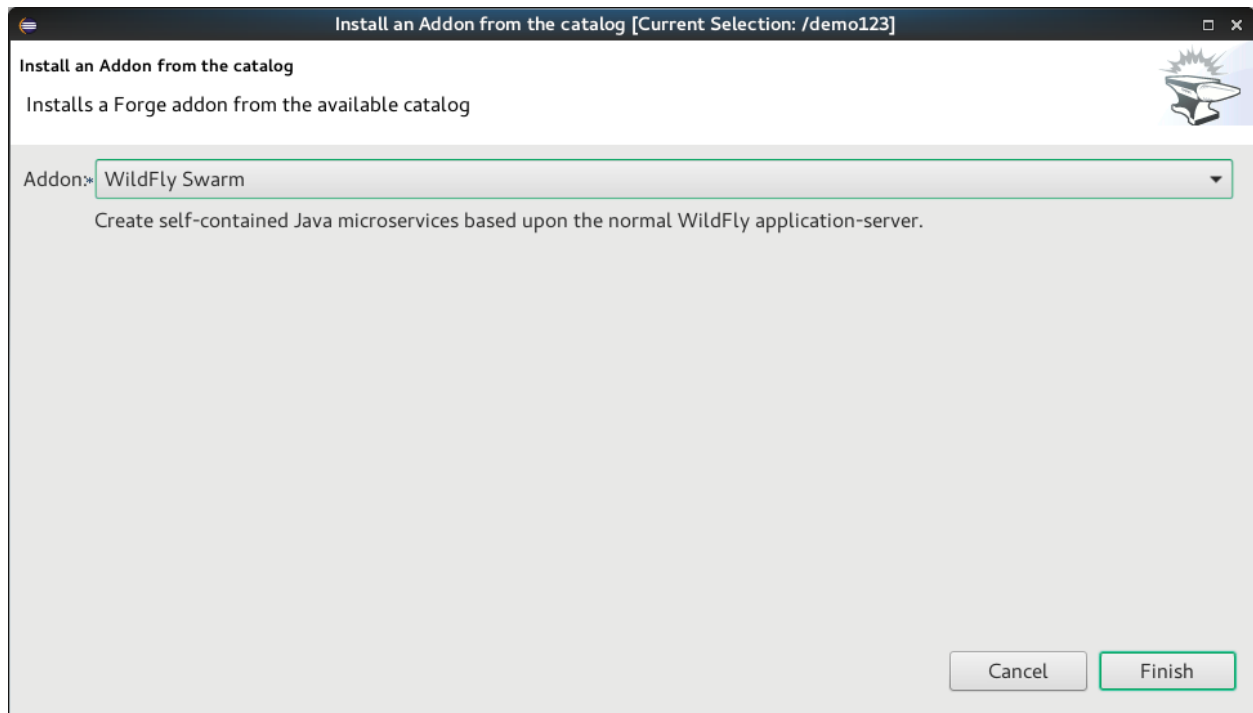 Install an Addon from the catalog [Current Selection: /demo123]
Install an Addon from the catalog
Installs a Forge addon from the available catalog
Addon:* WildFly Swarm
Create self-contained Java microservices based upon the normal WildFly application-server.
Cancel Finish